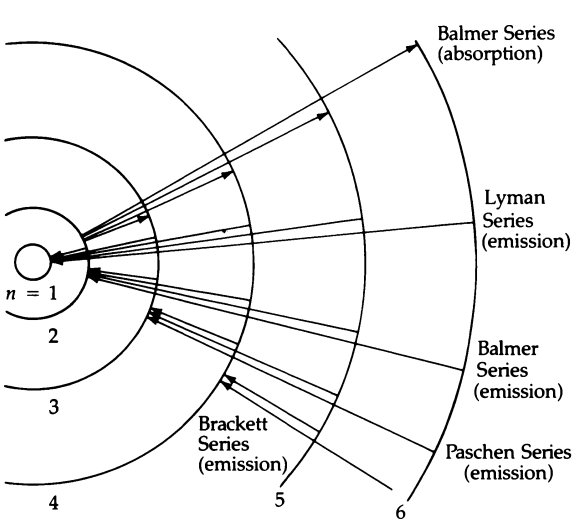 Balmer Series
(absorption)
Lyman
Series
(emission)
n = 1
2
Balmer
Series
(emission)
3
Brackett
Series
(emission)
Paschen Series
(emission)
4
5
6